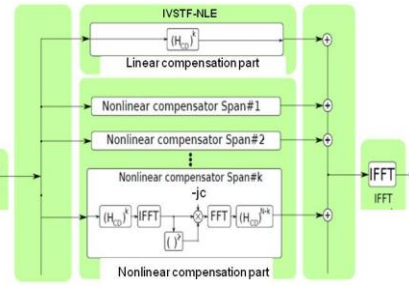 IVSTF-NLE
(H_CD)^k
Linear compensation part
Nonlinear compensator Span#1
Nonlinear compensator Span#2
Nonlinear compensator Span#k
-jc
(H_CD)^k IFFT FFT (H_CD)^N-k
( )²
Nonlinear compensation part
IFFT
IFFT